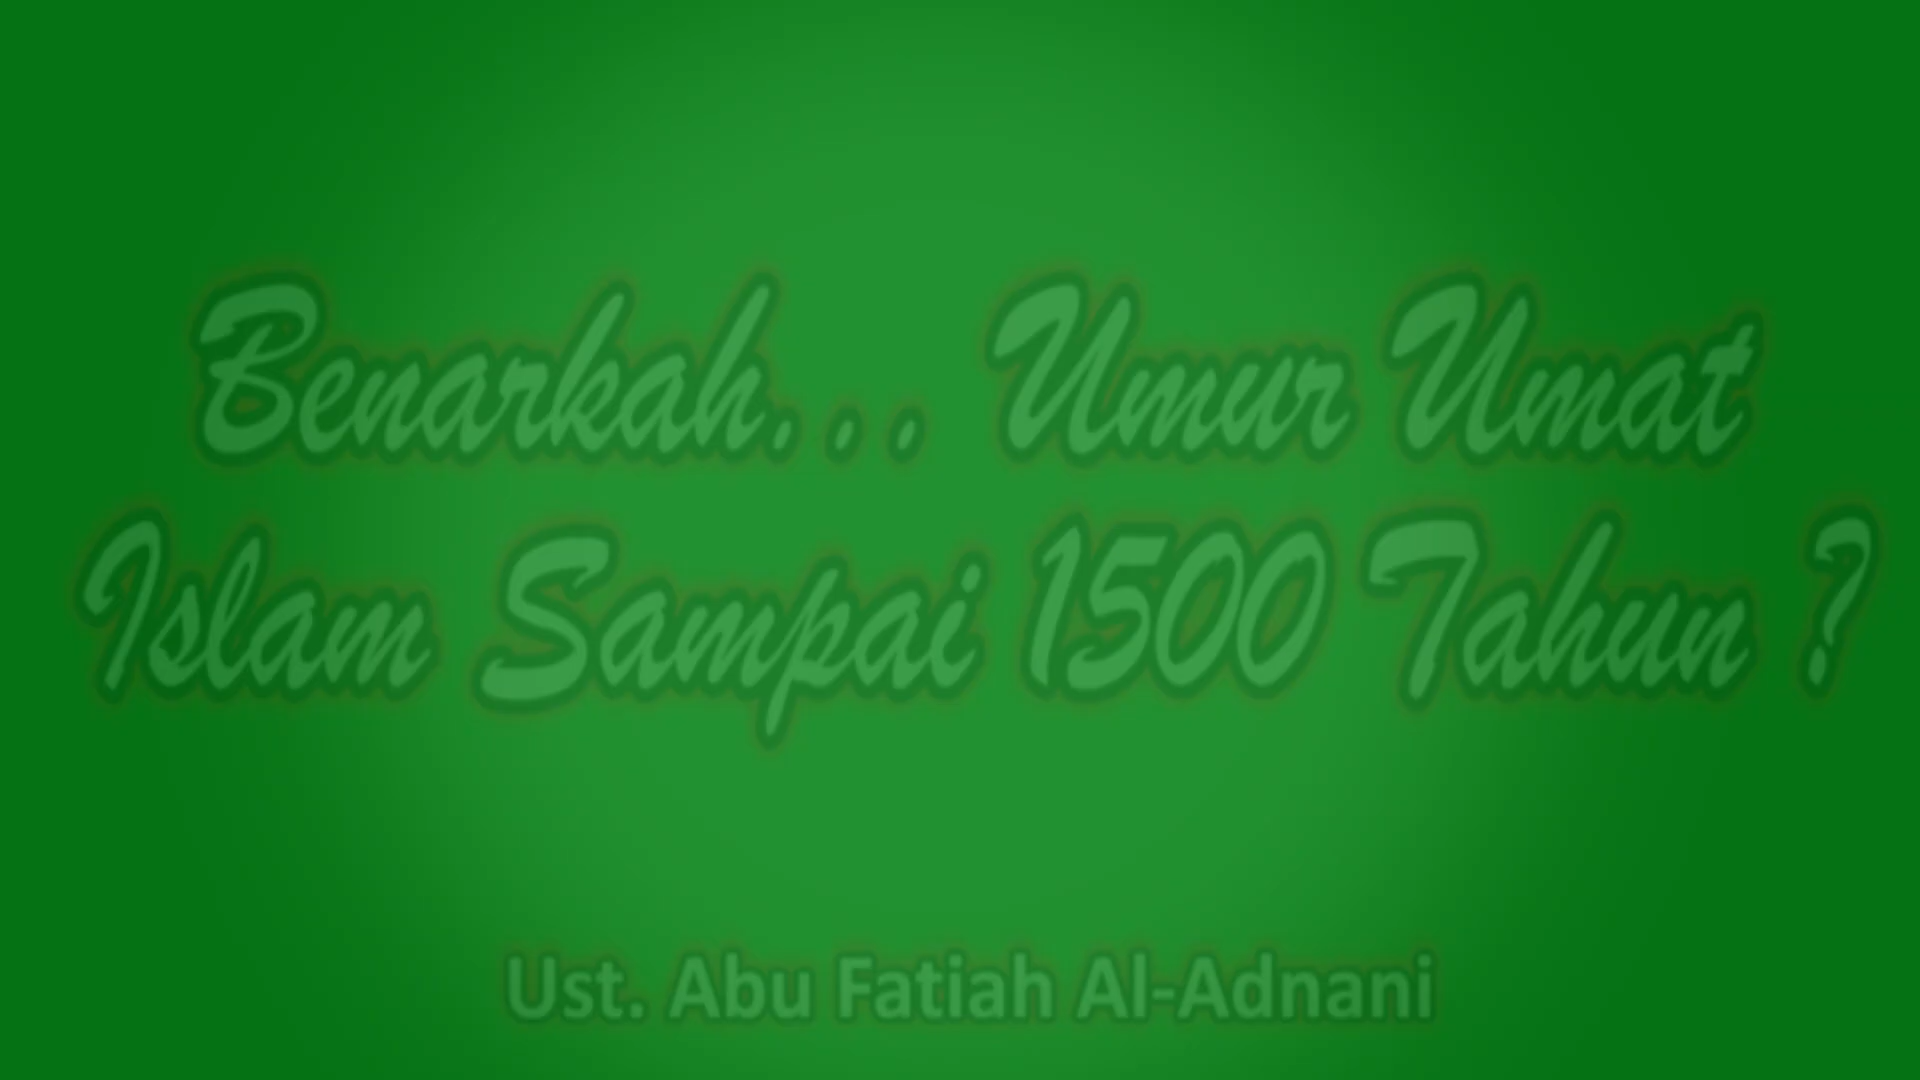 Benarkah... Umur Umat
Islam Sampai 1500 Tahun ?
Ust. Abu Fatiah Al-Adnani